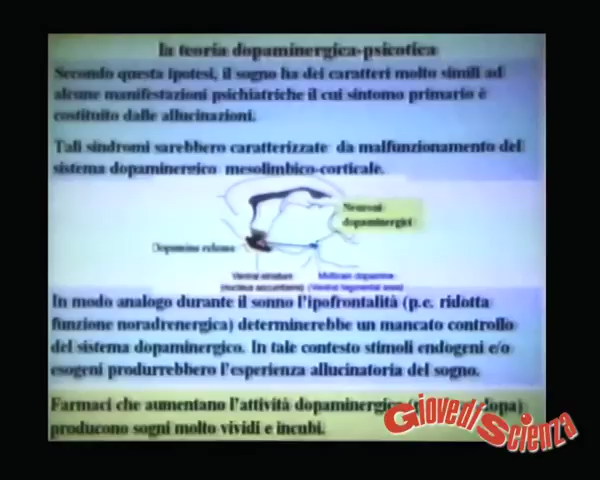 la teoria dopaminergica-psicotica
Secondo questa ipotesi, il sogno ha dei caratteri molto simili ad
alcune manifestazioni psichiatriche il cui sintomo primario è
costituito dalle allucinazioni.
Tali sindromi sarebbero caratterizzate da malfunzionamento del
sistema dopaminergico mesolimbico-corticale.
Neuroni
dopaminergici
Dopamine release
Ventral striatum
(nucleus accumbens)
Midbrain dopamine
(Ventral tegmental area)
In modo analogo durante il sonno l'ipofrontalità (p.e. ridotta
funzione noradrenergica) determinerebbe un mancato controllo
del sistema dopaminergico. In tale contesto stimoli endogeni e/o
esogeni produrrebbero l'esperienza allucinatoria del sogno.
Farmaci che aumentano l'attività dopaminergica dopa)
producono sogni molto vividi e incubi.
Giovedì
Scienza